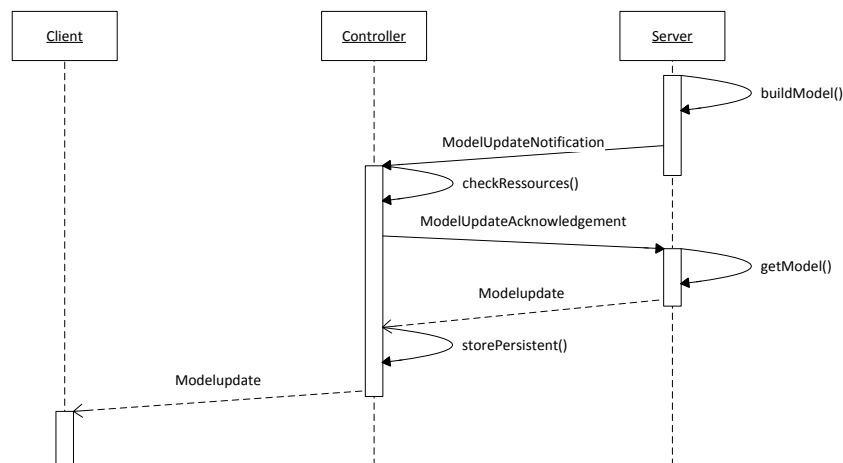 Client
Controller
Server
buildModel()
ModelUpdateNotification
checkRessources()
ModelUpdateAcknowledgement
getModel()
Modelupdate
storePersistent()
Modelupdate